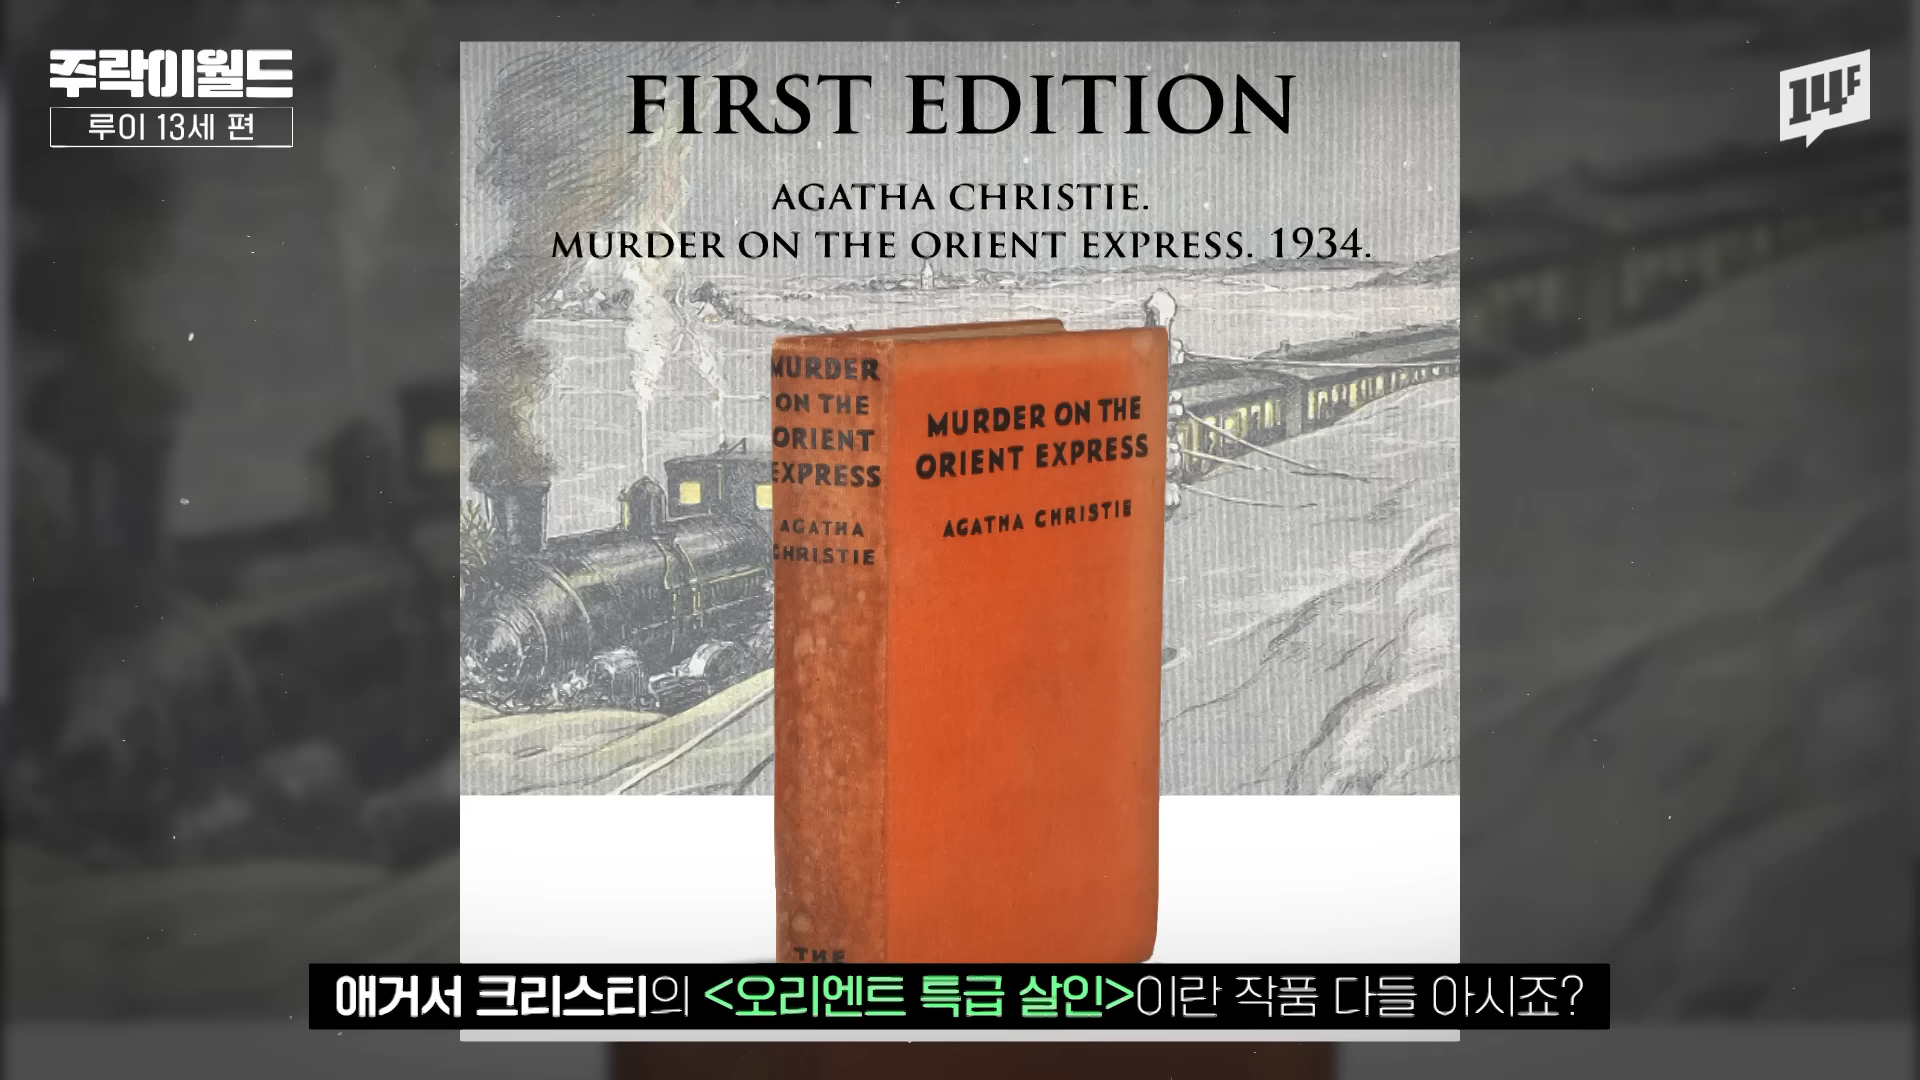 주락이월드
루이 13세 편
14F
FIRST EDITION
AGATHA CHRISTIE.
MURDER ON THE ORIENT EXPRESS. 1934.
MURDER
ON THE
ORIENT
EXPRESS
AGATHA
CHRISTIE
THE
MURDER ON THE
ORIENT EXPRESS
AGATHA CHRISTIE
애거서 크리스티의 <오리엔트 특급 살인>이란 작품 다들 아시죠?